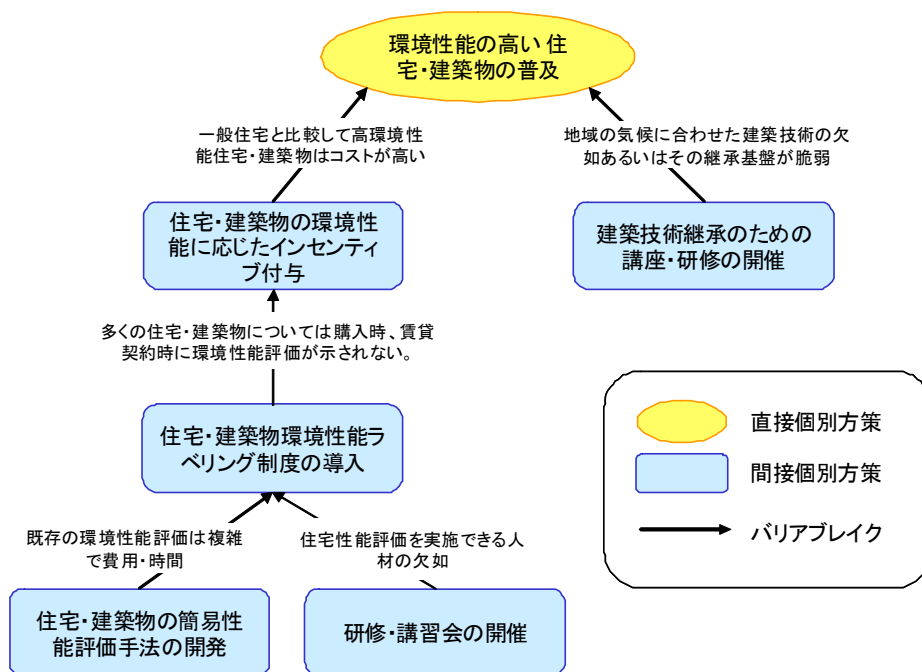 環境性能の高い 住
宅・建築物の普及
一般住宅と比較して高環境性
能住宅・建築物はコストが高い
地域の気候に合わせた建築技術の欠
如あるいはその継承基盤が脆弱
住宅・建築物の環境性
能に応じたインセンティ
ブ付与
建築技術継承のための
講座・研修の開催
多くの住宅・建築物については購入時、賃貸
契約時に環境性能評価が示されない。
住宅・建築物環境性能ラ
ベリング制度の導入
直接個別方策
間接個別方策
バリアブレイク
既存の環境性能評価は複雑
で費用・時間
住宅性能評価を実施できる人
材の欠如
住宅・建築物の簡易性
能評価手法の開発
研修・講習会の開催